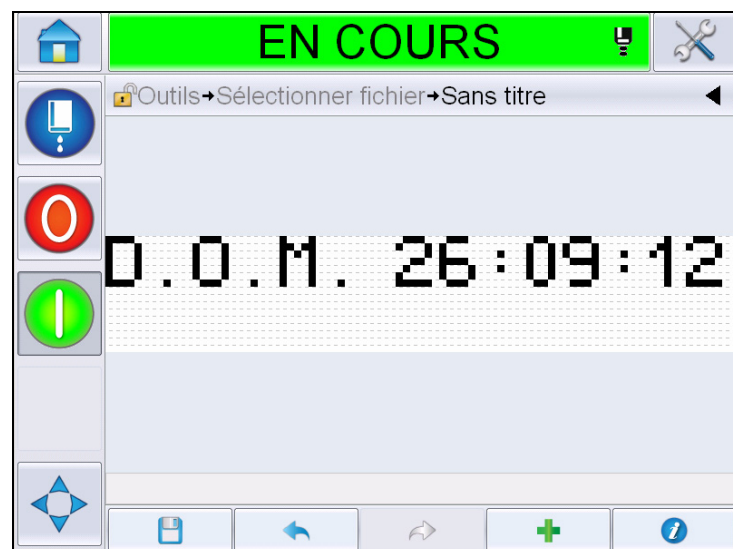 EN COURS
Outils→Sélectionner fichier→Sans titre
D.O.M. 26:09:12